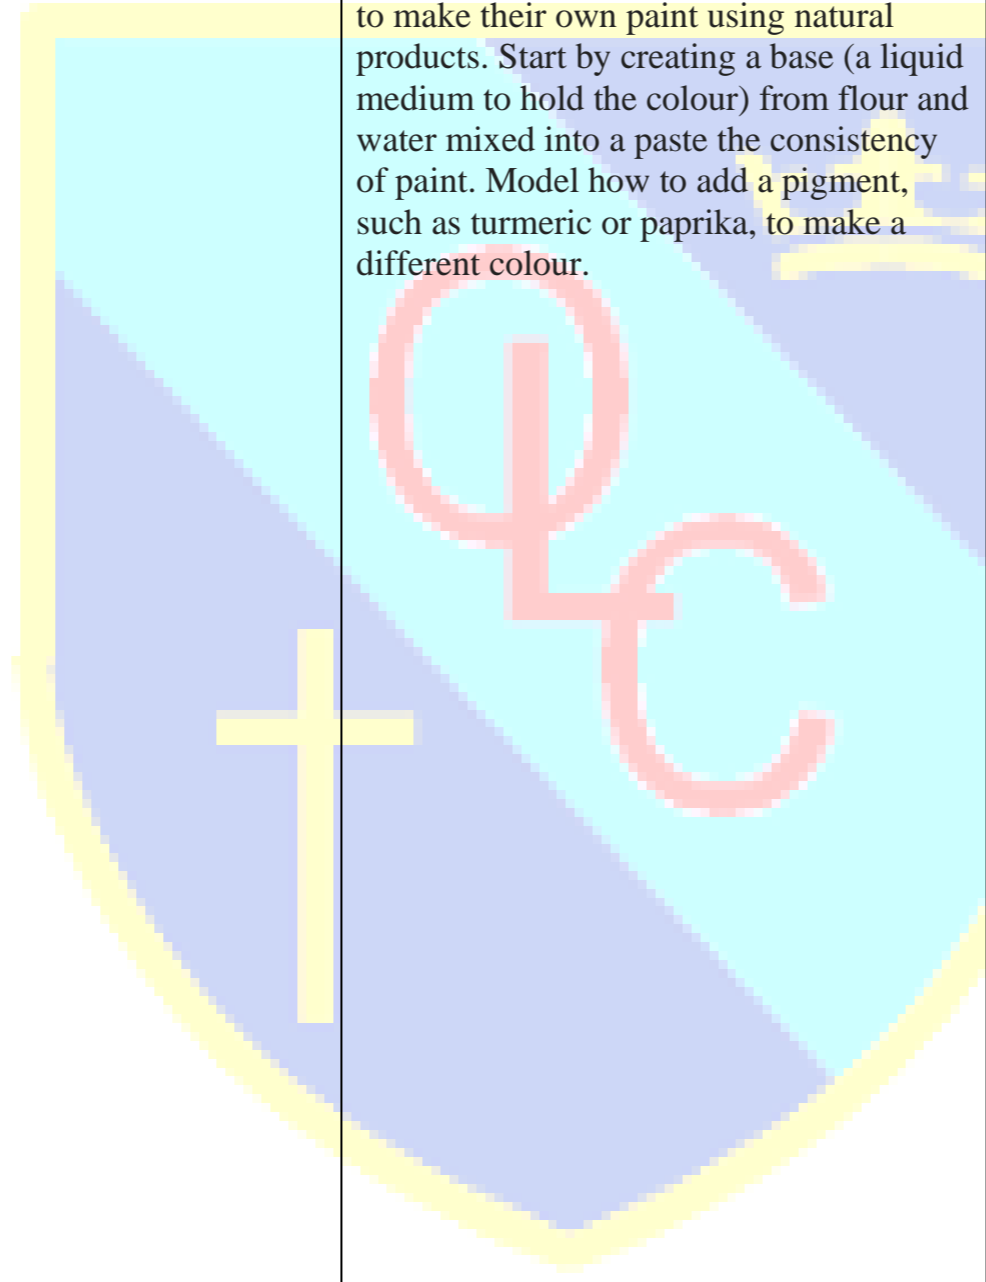 to make their own paint using natural
products. Start by creating a base (a liquid
medium to hold the colour) from flour and
water mixed into a paste the consistency
of paint. Model how to add a pigment,
such as turmeric or paprika, to make a
different colour.
OLC